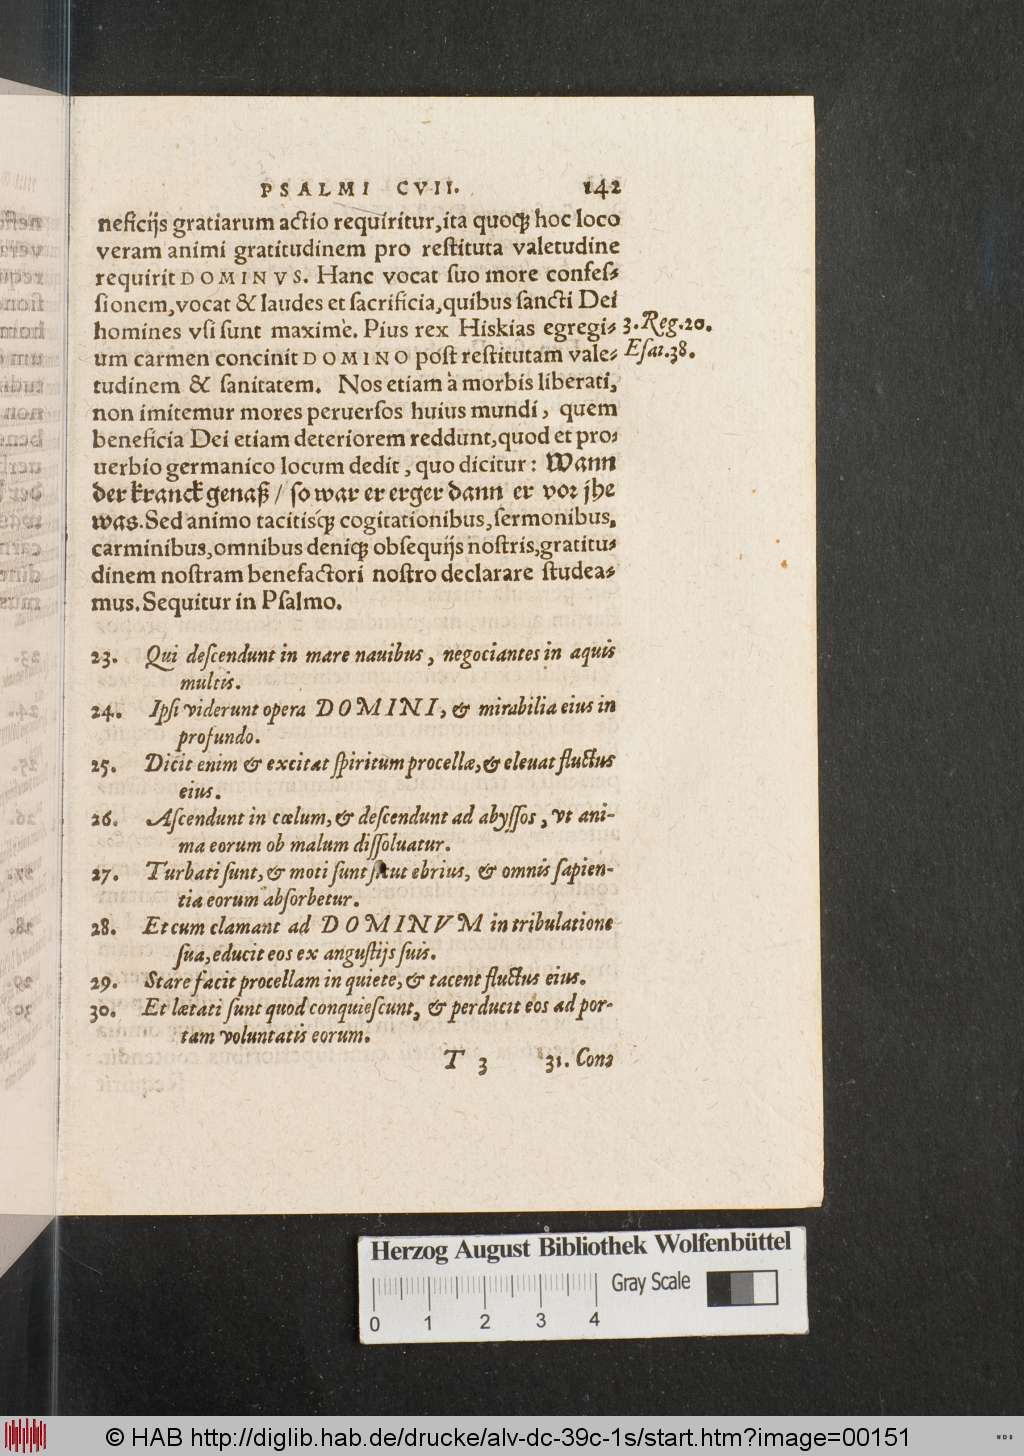 PSALMI CVII. 142
neficijs gratiarum actio requiritur, ita quoqꝫ hoc loco
veram animi gratitudinem pro restituta valetudine
requirit DOMINVS. Hanc vocat suo more confes⸗
sionem, vocat & laudes et sacrificia, quibus sancti Dei
homines vsi sunt maximè. Pius rex Hiskias egregi⸗ 3. Reg. 20.
um carmen concinit DOMINO post restitutam vale⸗ Esai. 38.
tudinem & sanitatem. Nos etiam à morbis liberati,
non imitemur mores peruersos huius mundi, quem
beneficia Dei etiam deteriorem reddunt, quod et pro⸗
uerbio germanico locum dedit, quo dicitur: Wann
der kranck genaß / so war er erger dann er vor jhe
was. Sed animo tacitisq́ꝫ cogitationibus, sermonibus,
carminibus, omnibus deniqꝫ obsequijs nostris, gratitu⸗
dinem nostram benefactori nostro declarare studea⸗
mus. Sequitur in Psalmo.
23. Qui descendunt in mare nauibus, negociantes in aquis
multis.
24. Ipsi viderunt opera DOMINI, & mirabilia eius in
profundo.
25. Dicit enim & excitat spiritum procellæ, & eleuat fluctus
eius.
26. Ascendunt in cœlum, & descendunt ad abyssos, vt ani-
ma eorum ob malum dissoluatur.
27. Turbati sunt, & moti sunt sicut ebrius, & omnis sapien-
tia eorum absorbetur.
28. Et cum clamant ad DOMINVM in tribulatione
sua, educit eos ex angustijs suis.
29. Stare facit procellam in quiete, & tacent fluctus eius.
30. Et lætati sunt quod conquiescunt, & perducit eos ad por-
tam voluntatis eorum.
T 3 31. Con⸗
Herzog August Bibliothek Wolfenbüttel
Gray Scale
0 1 2 3 4
© HAB http://diglib.hab.de/drucke/alv-dc-39c-1s/start.htm?image=00151